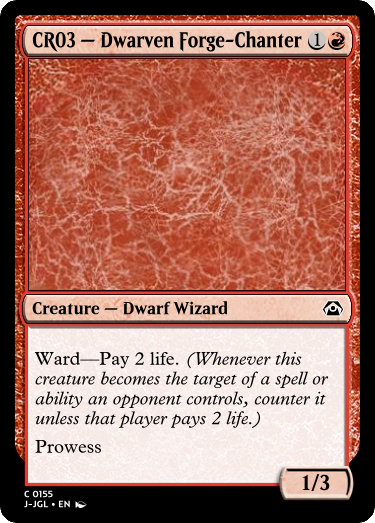 CR03 — Dwarven Forge-Chanter 1
Creature — Dwarf Wizard
Ward—Pay 2 life. (Whenever this
creature becomes the target of a spell or
ability an opponent controls, counter it
unless that player pays 2 life.)
Prowess
1/3
C 0155
J-JGL • EN